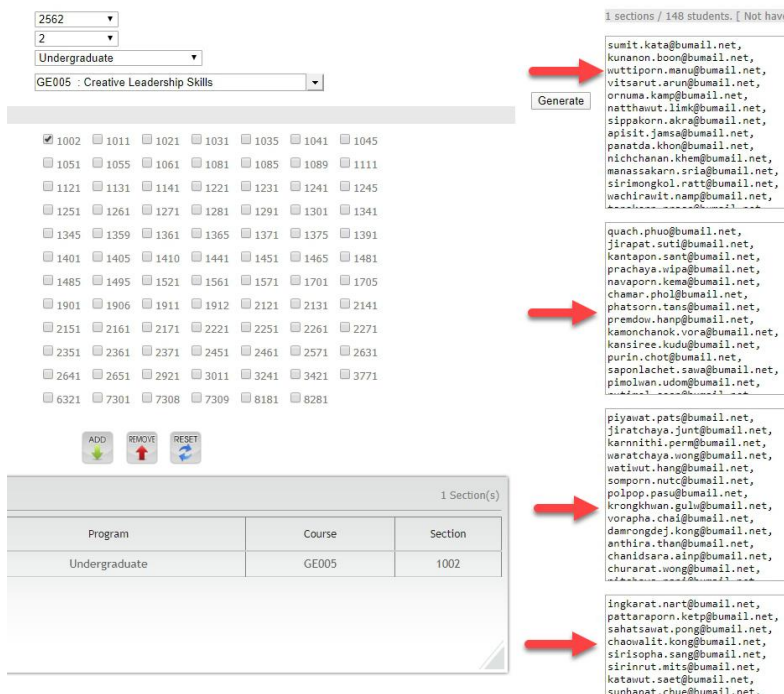 2562
2
Undergraduate
GE005 : Creative Leadership Skills
1002 1011 1021 1031 1035 1041 1045
1051 1055 1061 1081 1085 1089 1111
1121 1131 1141 1221 1231 1241 1245
1251 1261 1271 1281 1291 1301 1341
1345 1359 1361 1365 1371 1375 1391
1401 1405 1410 1441 1451 1465 1481
1485 1495 1521 1561 1571 1701 1705
1901 1906 1911 1912 2121 2131 2141
2151 2161 2171 2221 2251 2261 2271
2351 2361 2371 2451 2461 2571 2631
2641 2651 2921 3011 3241 3421 3771
6321 7301 7308 7309 8181 8281
ADD REMOVE RESET
1 Section(s)
Program Course Section
Undergraduate GE005 1002
Generate
1 sections / 148 students. [ Not have
sumit.kata@bumail.net,
kunanon.boon@bumail.net,
wuttiporn.manu@bumail.net,
vitsarut.arun@bumail.net,
ornuma.kamp@bumail.net,
natthawut.limk@bumail.net,
sippakorn.akra@bumail.net,
apisit.jamsa@bumail.net,
panatda.khon@bumail.net,
nichchanan.khem@bumail.net,
manassakarn.sria@bumail.net,
sirimongkol.ratt@bumail.net,
wachirawit.namp@bumail.net,
quach.phuo@bumail.net,
jirapat.suti@bumail.net,
kantapon.sant@bumail.net,
prachaya.wipa@bumail.net,
navaporn.kema@bumail.net,
chamar.phol@bumail.net,
phatsorn.tans@bumail.net,
premdow.hanp@bumail.net,
kamonchanok.vora@bumail.net,
kansiree.kudu@bumail.net,
purin.chot@bumail.net,
saponlachet.sawa@bumail.net,
pimolwan.udom@bumail.net,
piyawat.pats@bumail.net,
jiratchaya.junt@bumail.net,
karnnithi.perm@bumail.net,
waratchaya.wong@bumail.net,
watiwut.hang@bumail.net,
somporn.nutc@bumail.net,
polpop.pasu@bumail.net,
krongkhwan.gulw@bumail.net,
vorapha.chai@bumail.net,
damrongdej.kong@bumail.net,
anthira.than@bumail.net,
chanidsara.ainp@bumail.net,
churarat.wong@bumail.net,
ingkarat.nart@bumail.net,
pattaraporn.ketp@bumail.net,
sahatsawat.pong@bumail.net,
chaowalit.kong@bumail.net,
sirisopha.sang@bumail.net,
sirinrut.mits@bumail.net,
katawut.saet@bumail.net,
suphapat.chue@bumail.net,